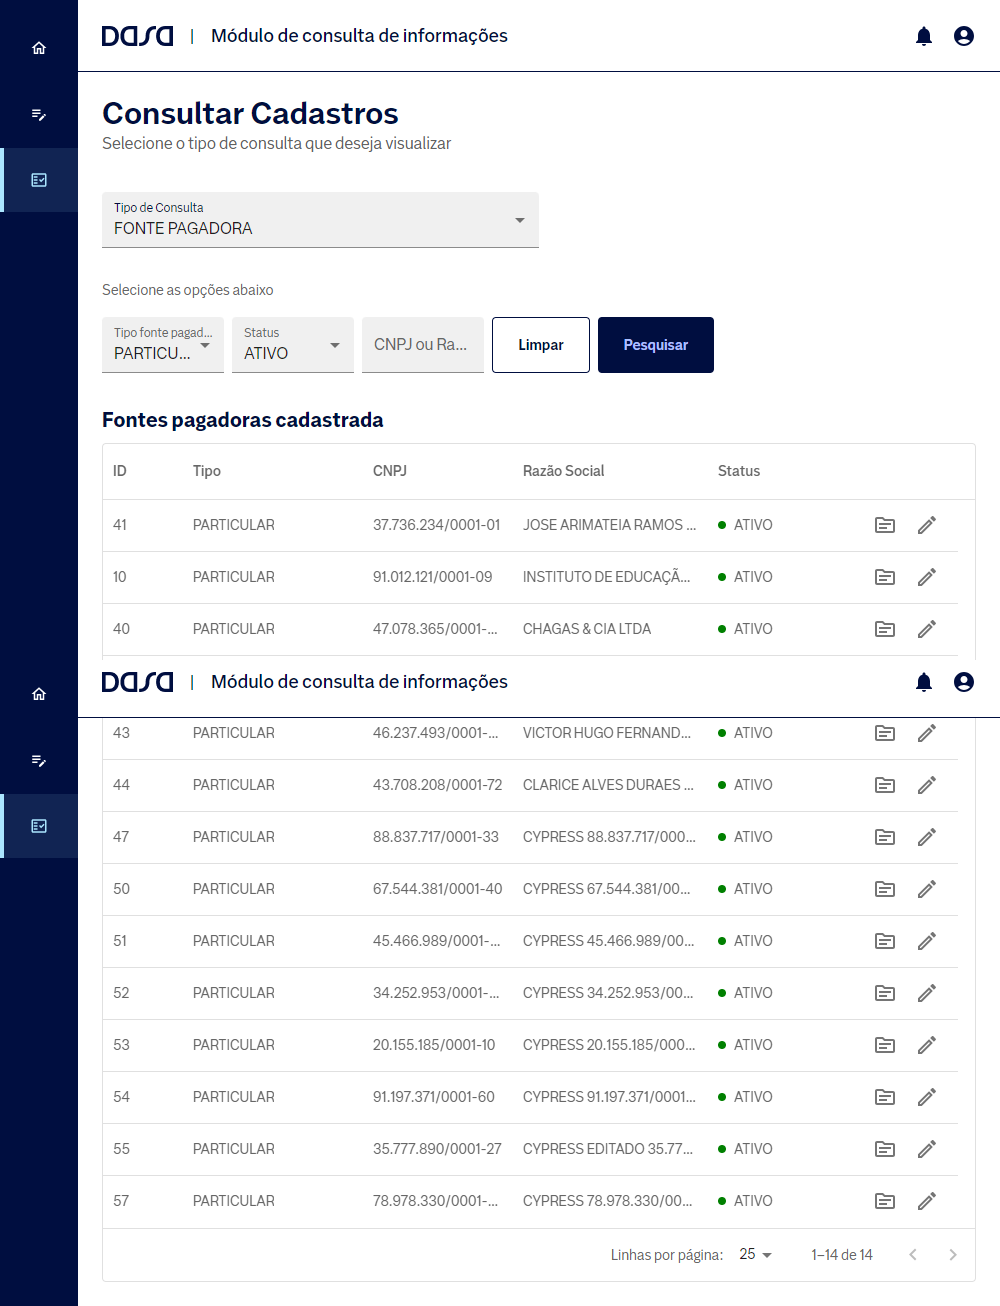 Dasa | Módulo de consulta de informações
Consultar Cadastros
Selecione o tipo de consulta que deseja visualizar
Tipo de Consulta
FONTE PAGADORA
Selecione as opções abaixo
Tipo fonte pagad... Status
PARTICU... ATIVO CNPJ ou Ra... Limpar Pesquisar
Fontes pagadoras cadastrada
ID Tipo CNPJ Razão Social Status
41 PARTICULAR 37.736.234/0001-01 JOSE ARIMATEIA RAMOS ... ATIVO
10 PARTICULAR 91.012.121/0001-09 INSTITUTO DE EDUCAÇÃ... ATIVO
40 PARTICULAR 47.078.365/0001-... CHAGAS & CIA LTDA ATIVO
Dasa | Módulo de consulta de informações
43 PARTICULAR 46.237.493/0001-... VICTOR HUGO FERNAND... ATIVO
44 PARTICULAR 43.708.208/0001-72 CLARICE ALVES DURAES ... ATIVO
47 PARTICULAR 88.837.717/0001-33 CYPRESS 88.837.717/000... ATIVO
50 PARTICULAR 67.544.381/0001-40 CYPRESS 67.544.381/00... ATIVO
51 PARTICULAR 45.466.989/0001-... CYPRESS 45.466.989/00... ATIVO
52 PARTICULAR 34.252.953/0001-... CYPRESS 34.252.953/00... ATIVO
53 PARTICULAR 20.155.185/0001-10 CYPRESS 20.155.185/000... ATIVO
54 PARTICULAR 91.197.371/0001-60 CYPRESS 91.197.371/0001... ATIVO
55 PARTICULAR 35.777.890/0001-27 CYPRESS EDITADO 35.77... ATIVO
57 PARTICULAR 78.978.330/0001-... CYPRESS 78.978.330/00... ATIVO
Linhas por página: 25 1–14 de 14